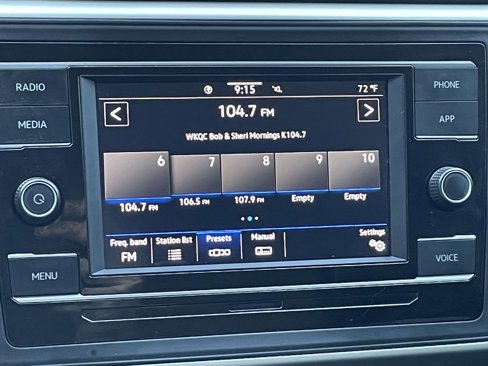 RADIO
MEDIA
MENU
PHONE
APP
VOICE
9:15
72 °F
104.7 FM
WKQC Bob & Sheri Mornings K104.7
6 7 8 9 10
104.7 FM 106.5 FM 107.9 FM Empty Empty
Freq. band Station list Presets Manual Settings
FM